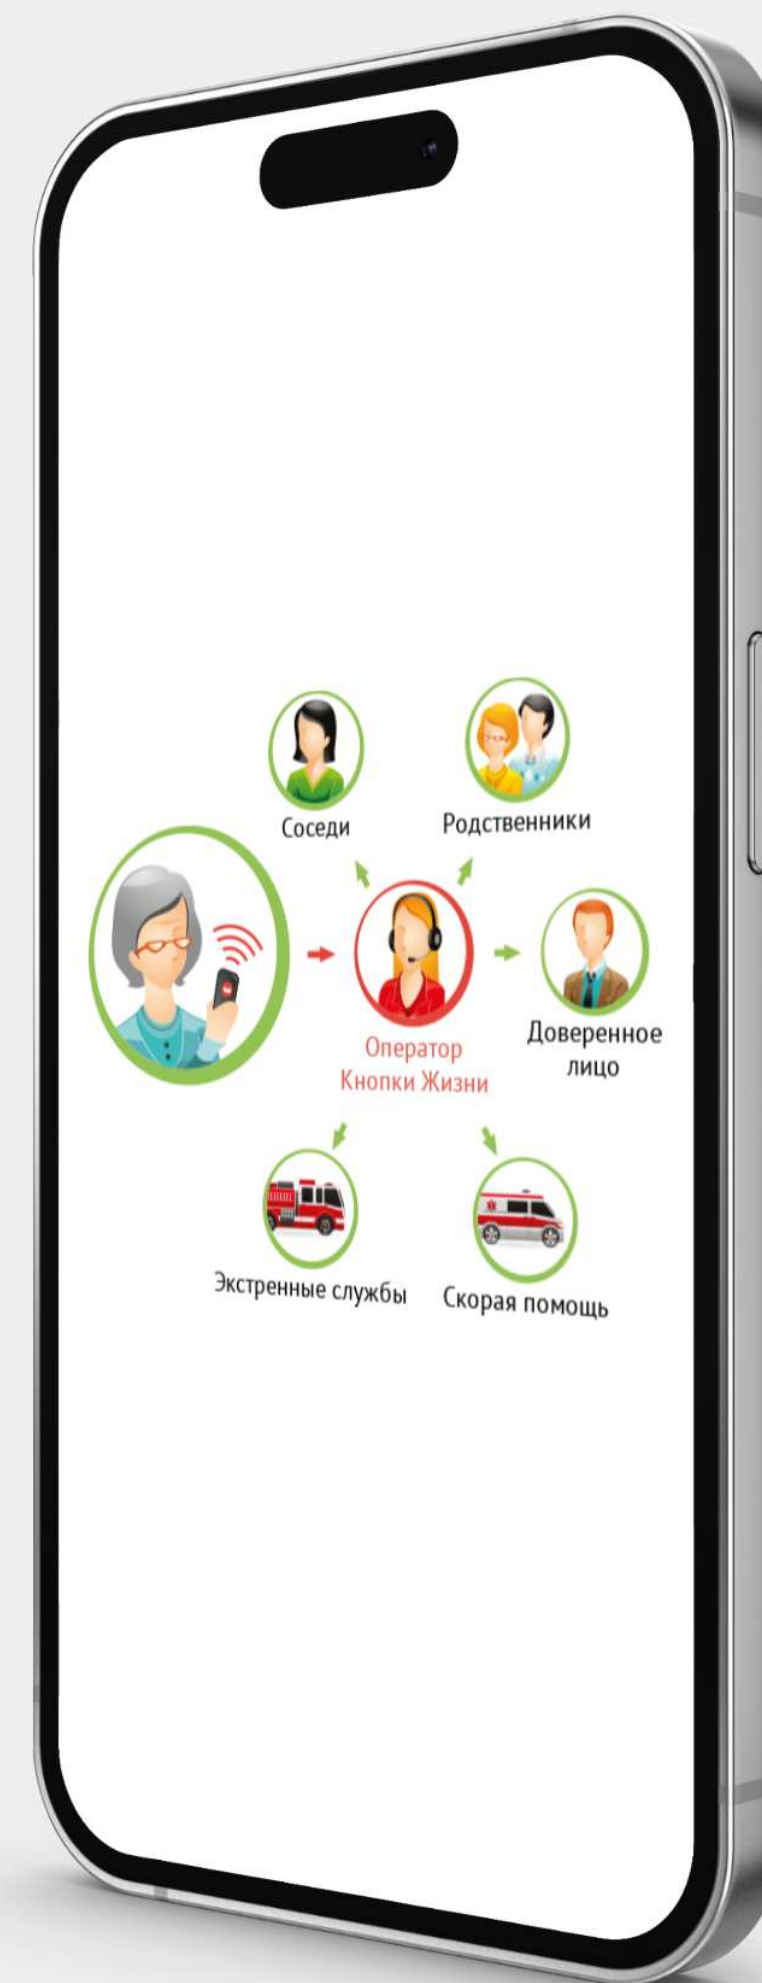 Соседи
Родственники
Оператор
Кнопки Жизни
Доверенное
лицо
Экстренные службы
Скорая помощь